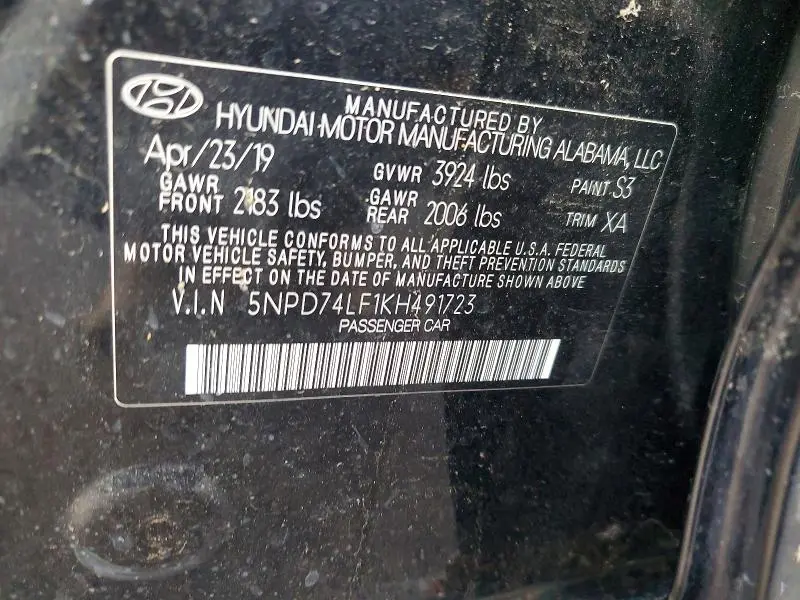 MANUFACTURED BY
HYUNDAI MOTOR MANUFACTURING ALABAMA, LLC
Apr/23/19 GVWR 3924 lbs PAINT S3
GAWR FRONT 2183 lbs GAWR REAR 2006 lbs TRIM XA
THIS VEHICLE CONFORMS TO ALL APPLICABLE U.S.A. FEDERAL
MOTOR VEHICLE SAFETY, BUMPER, AND THEFT PREVENTION STANDARDS
IN EFFECT ON THE DATE OF MANUFACTURE SHOWN ABOVE
V.I.N 5NPD74LF1KH491723
PASSENGER CAR